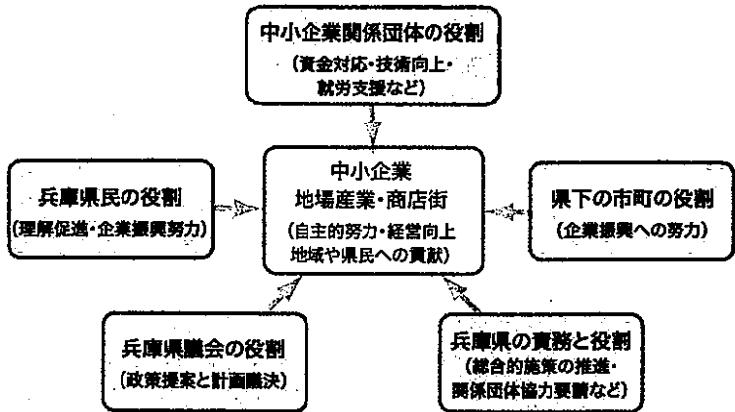 中小企業関係団体の役割
(資金対応・技術向上・
就労支援など)
中小企業
地場産業・商店街
(自主的努力・経営向上
地域や県民への貢献)
兵庫県民の役割
(理解促進・企業振興努力)
県下の市町の役割
(企業振興への努力)
兵庫県議会の役割
(政策提案と計画議決)
兵庫県の責務と役割
(総合的施策の推進・
関係団体協力要請など)